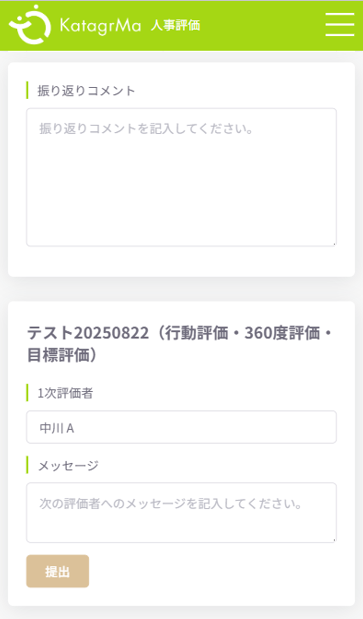 KatagrMa 人事評価
振り返りコメント
振り返りコメントを記入してください。
テスト20250822（行動評価・360度評価・
目標評価）
1次評価者
中川 A
メッセージ
次の評価者へのメッセージを記入してください。
提出